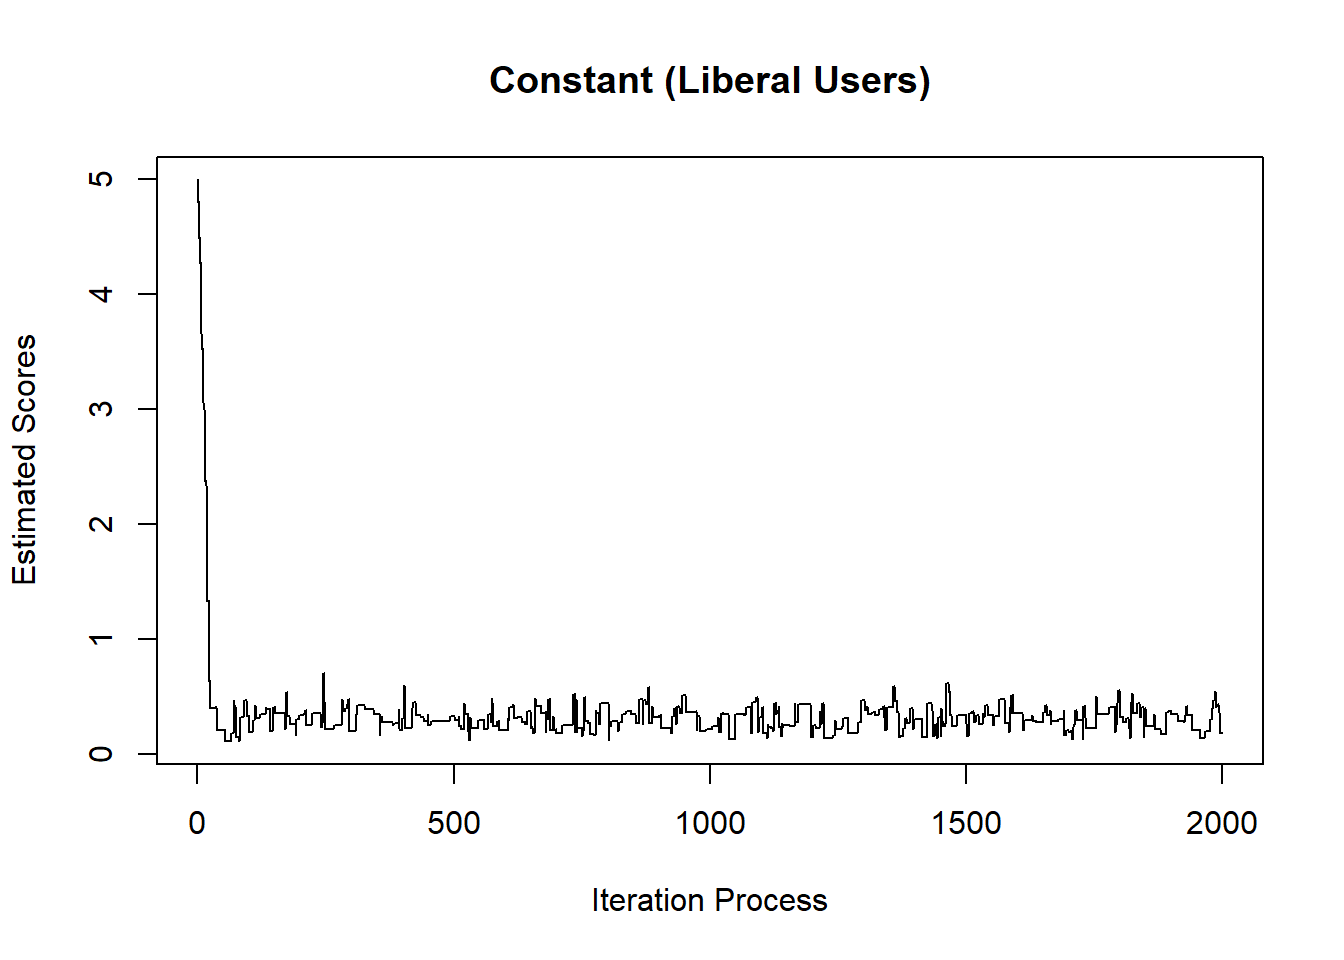 Constant (Liberal Users)
5
4
3
2
1
0
Estimated Scores
0 500 1000 1500 2000
Iteration Process